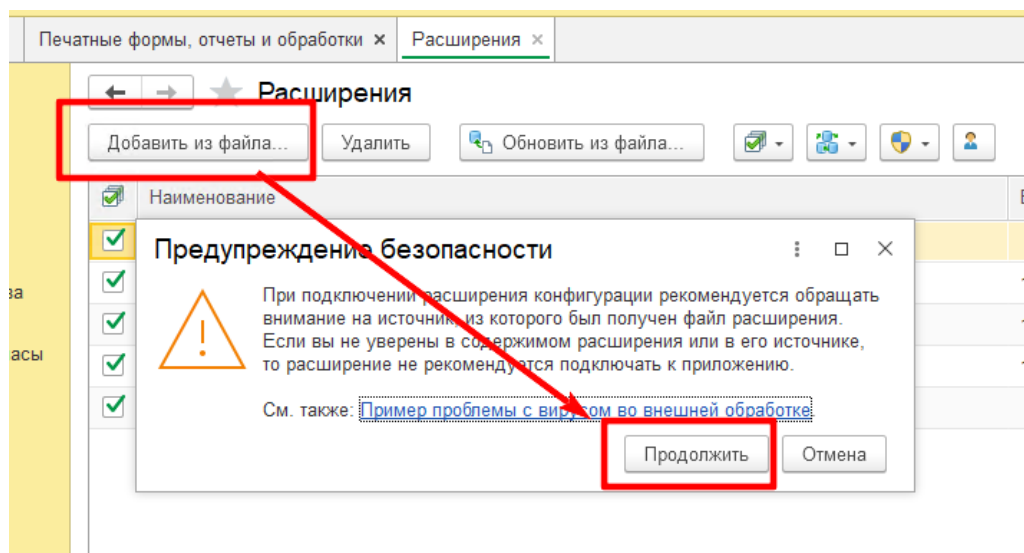 Печатные формы, отчеты и обработки × Расширения ×
Расширения
Добавить из файла... Удалить Обновить из файла...
Наименование
Предупреждение безопасности
При подключении расширения конфигурации рекомендуется обращать
ва
внимание на источник, из которого был получен файл расширения.
Если вы не уверены в содержимом расширения или в его источнике,
асы
то расширение не рекомендуется подключать к приложению.
См. также: Пример проблемы с вирусом во внешней обработке.
Продолжить Отмена